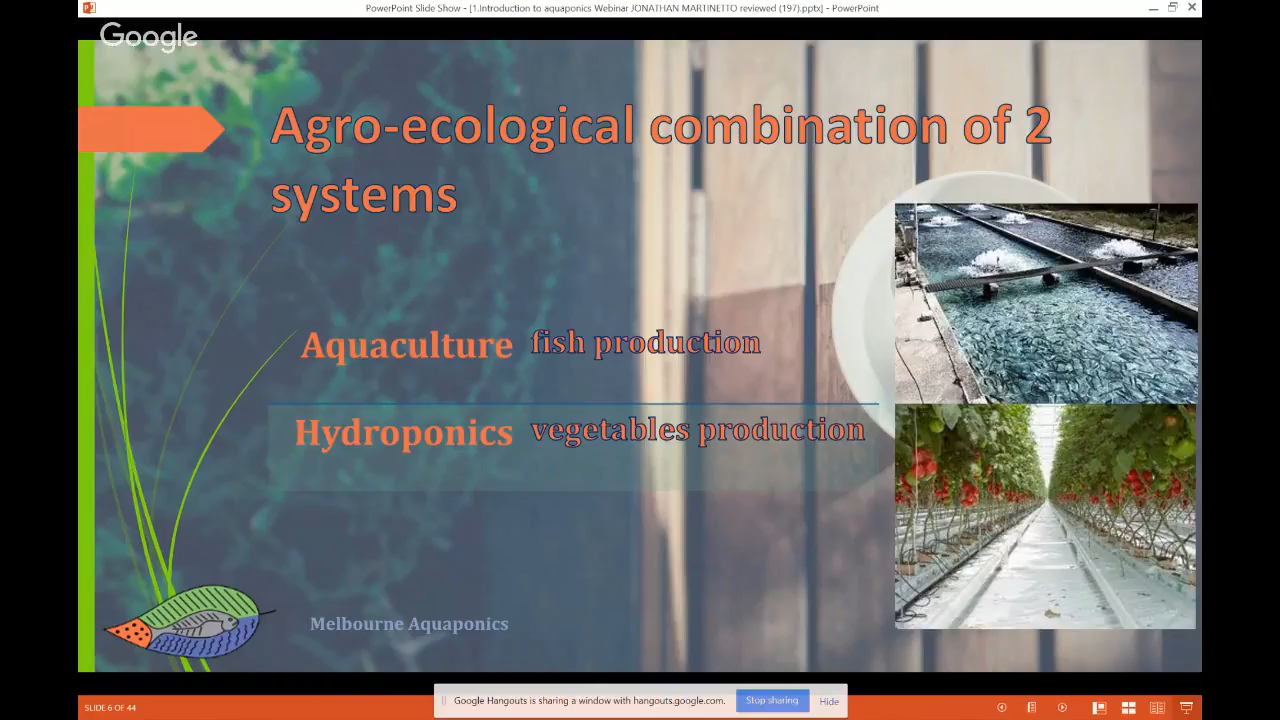 PowerPoint Slide Show - [1.Introduction to aquaponics Webinar JONATHAN MARTINETTO reviewed (197).pptx] - PowerPoint
Google
Agro-ecological combination of 2
systems
Aquaculture fish production
Hydroponics vegetables production
Melbourne Aquaponics
Google Hangouts is sharing a window with hangouts.google.com. Stop sharing Hide
SLIDE 6 OF 44